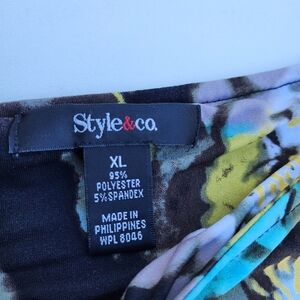 Style&co.
XL
95%
POLYESTER
5% SPANDEX
MADE IN
PHILIPPINES
WPL 8046